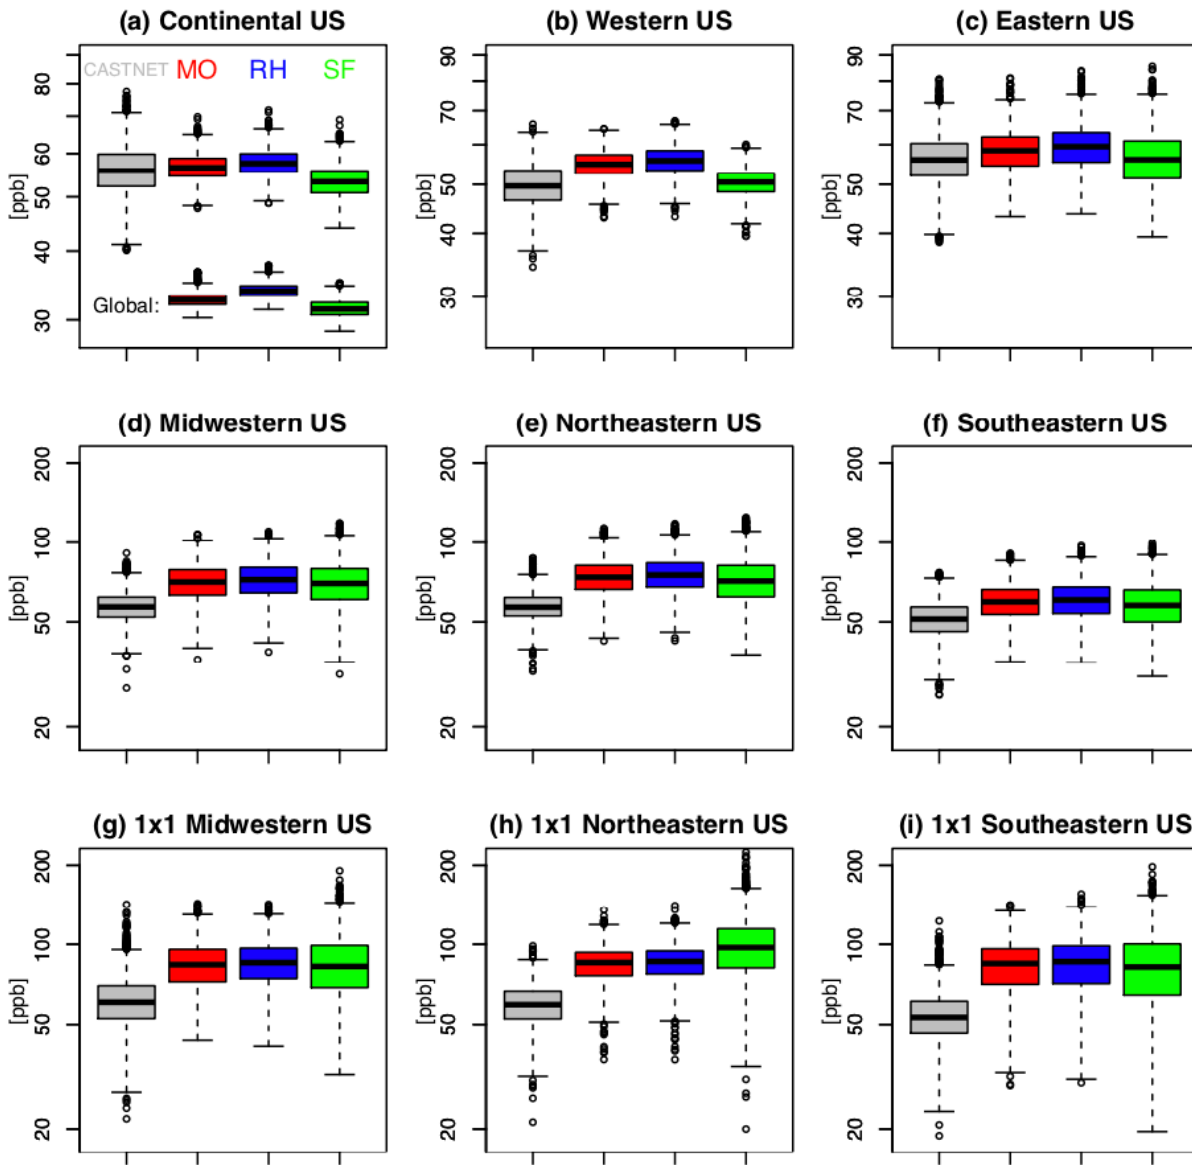 (a) Continental US
(b) Western US
(c) Eastern US
CASTNET MO RH SF
Global:
[ppb]
80
60
50
40
30
[ppb]
90
70
50
40
30
[ppb]
90
70
50
40
30
(d) Midwestern US
(e) Northeastern US
(f) Southeastern US
[ppb]
200
100
50
20
[ppb]
200
100
50
20
[ppb]
200
100
50
20
(g) 1x1 Midwestern US
(h) 1x1 Northeastern US
(i) 1x1 Southeastern US
[ppb]
200
100
50
20
[ppb]
200
100
50
20
[ppb]
200
100
50
20